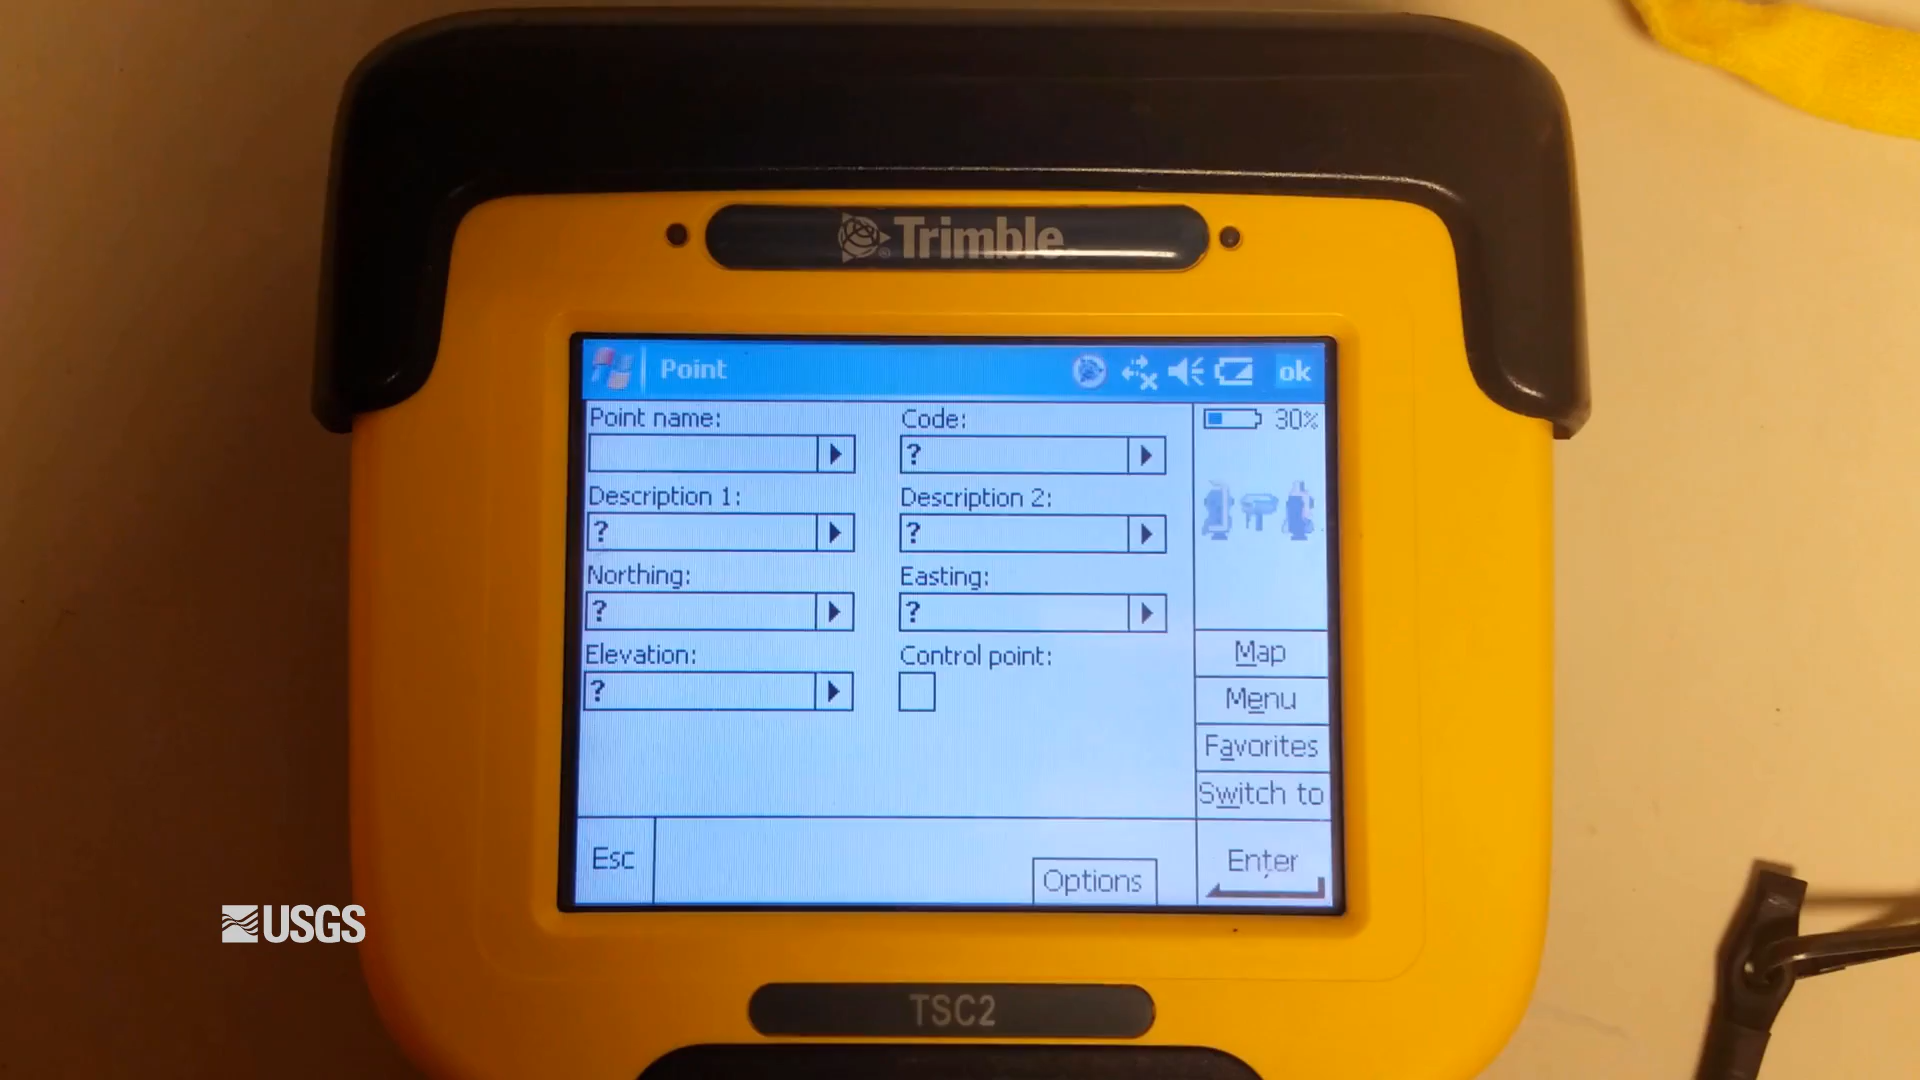 Trimble
Point ok
Point name: Code: 30%
?
Description 1: Description 2:
? ?
Northing: Easting:
? ?
Elevation: Control point:
?
Map
Menu
Favorites
Switch to
Esc Options Enter
USGS
TSC2